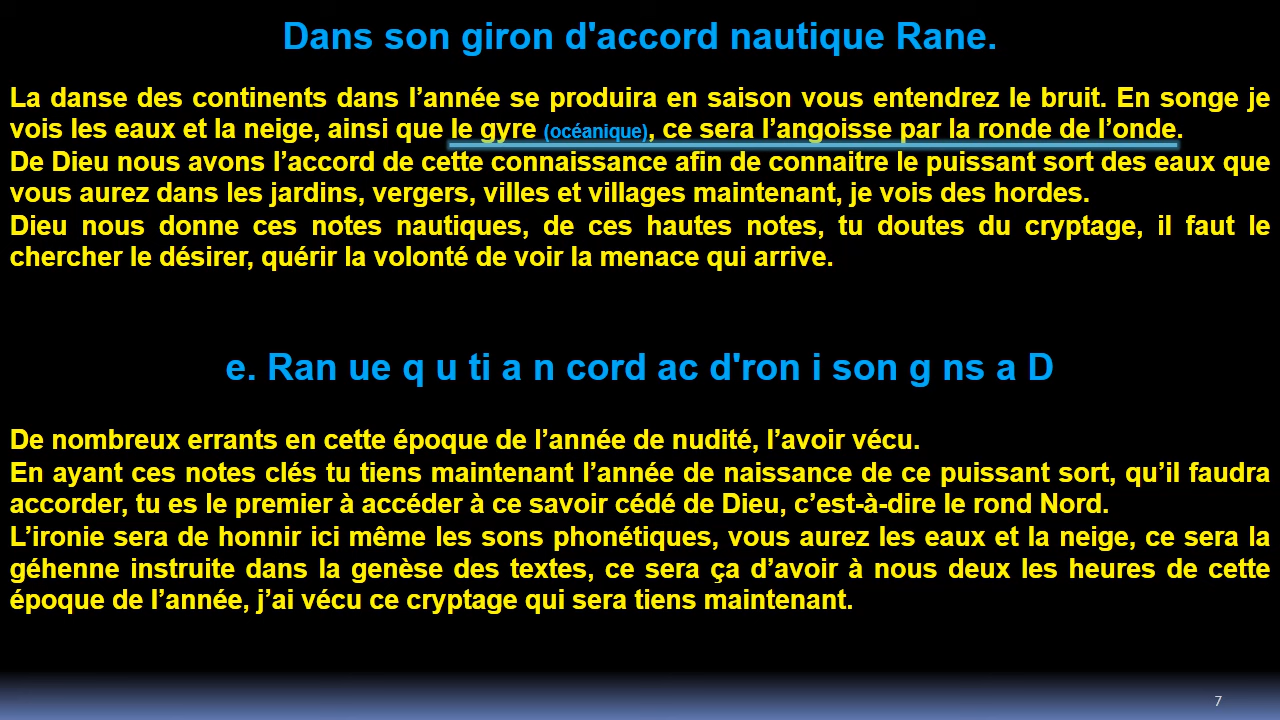 Dans son giron d'accord nautique Rane.
La danse des continents dans l’année se produira en saison vous entendrez le bruit. En songe je
vois les eaux et la neige, ainsi que le gyre (océanique), ce sera l’angoisse par la ronde de l’onde.
De Dieu nous avons l’accord de cette connaissance afin de connaitre le puissant sort des eaux que
vous aurez dans les jardins, vergers, villes et villages maintenant, je vois des hordes.
Dieu nous donne ces notes nautiques, de ces hautes notes, tu doutes du cryptage, il faut le
chercher le désirer, quérir la volonté de voir la menace qui arrive.
e. Ran ue q u ti a n cord ac d'ron i son g ns a D
De nombreux errants en cette époque de l’année de nudité, l’avoir vécu.
En ayant ces notes clés tu tiens maintenant l’année de naissance de ce puissant sort, qu’il faudra
accorder, tu es le premier à accéder à ce savoir cédé de Dieu, c’est-à-dire le rond Nord.
L’ironie sera de honnir ici même les sons phonétiques, vous aurez les eaux et la neige, ce sera la
géhenne instruite dans la genèse des textes, ce sera ça d’avoir à nous deux les heures de cette
époque de l’année, j’ai vécu ce cryptage qui sera tiens maintenant.
7